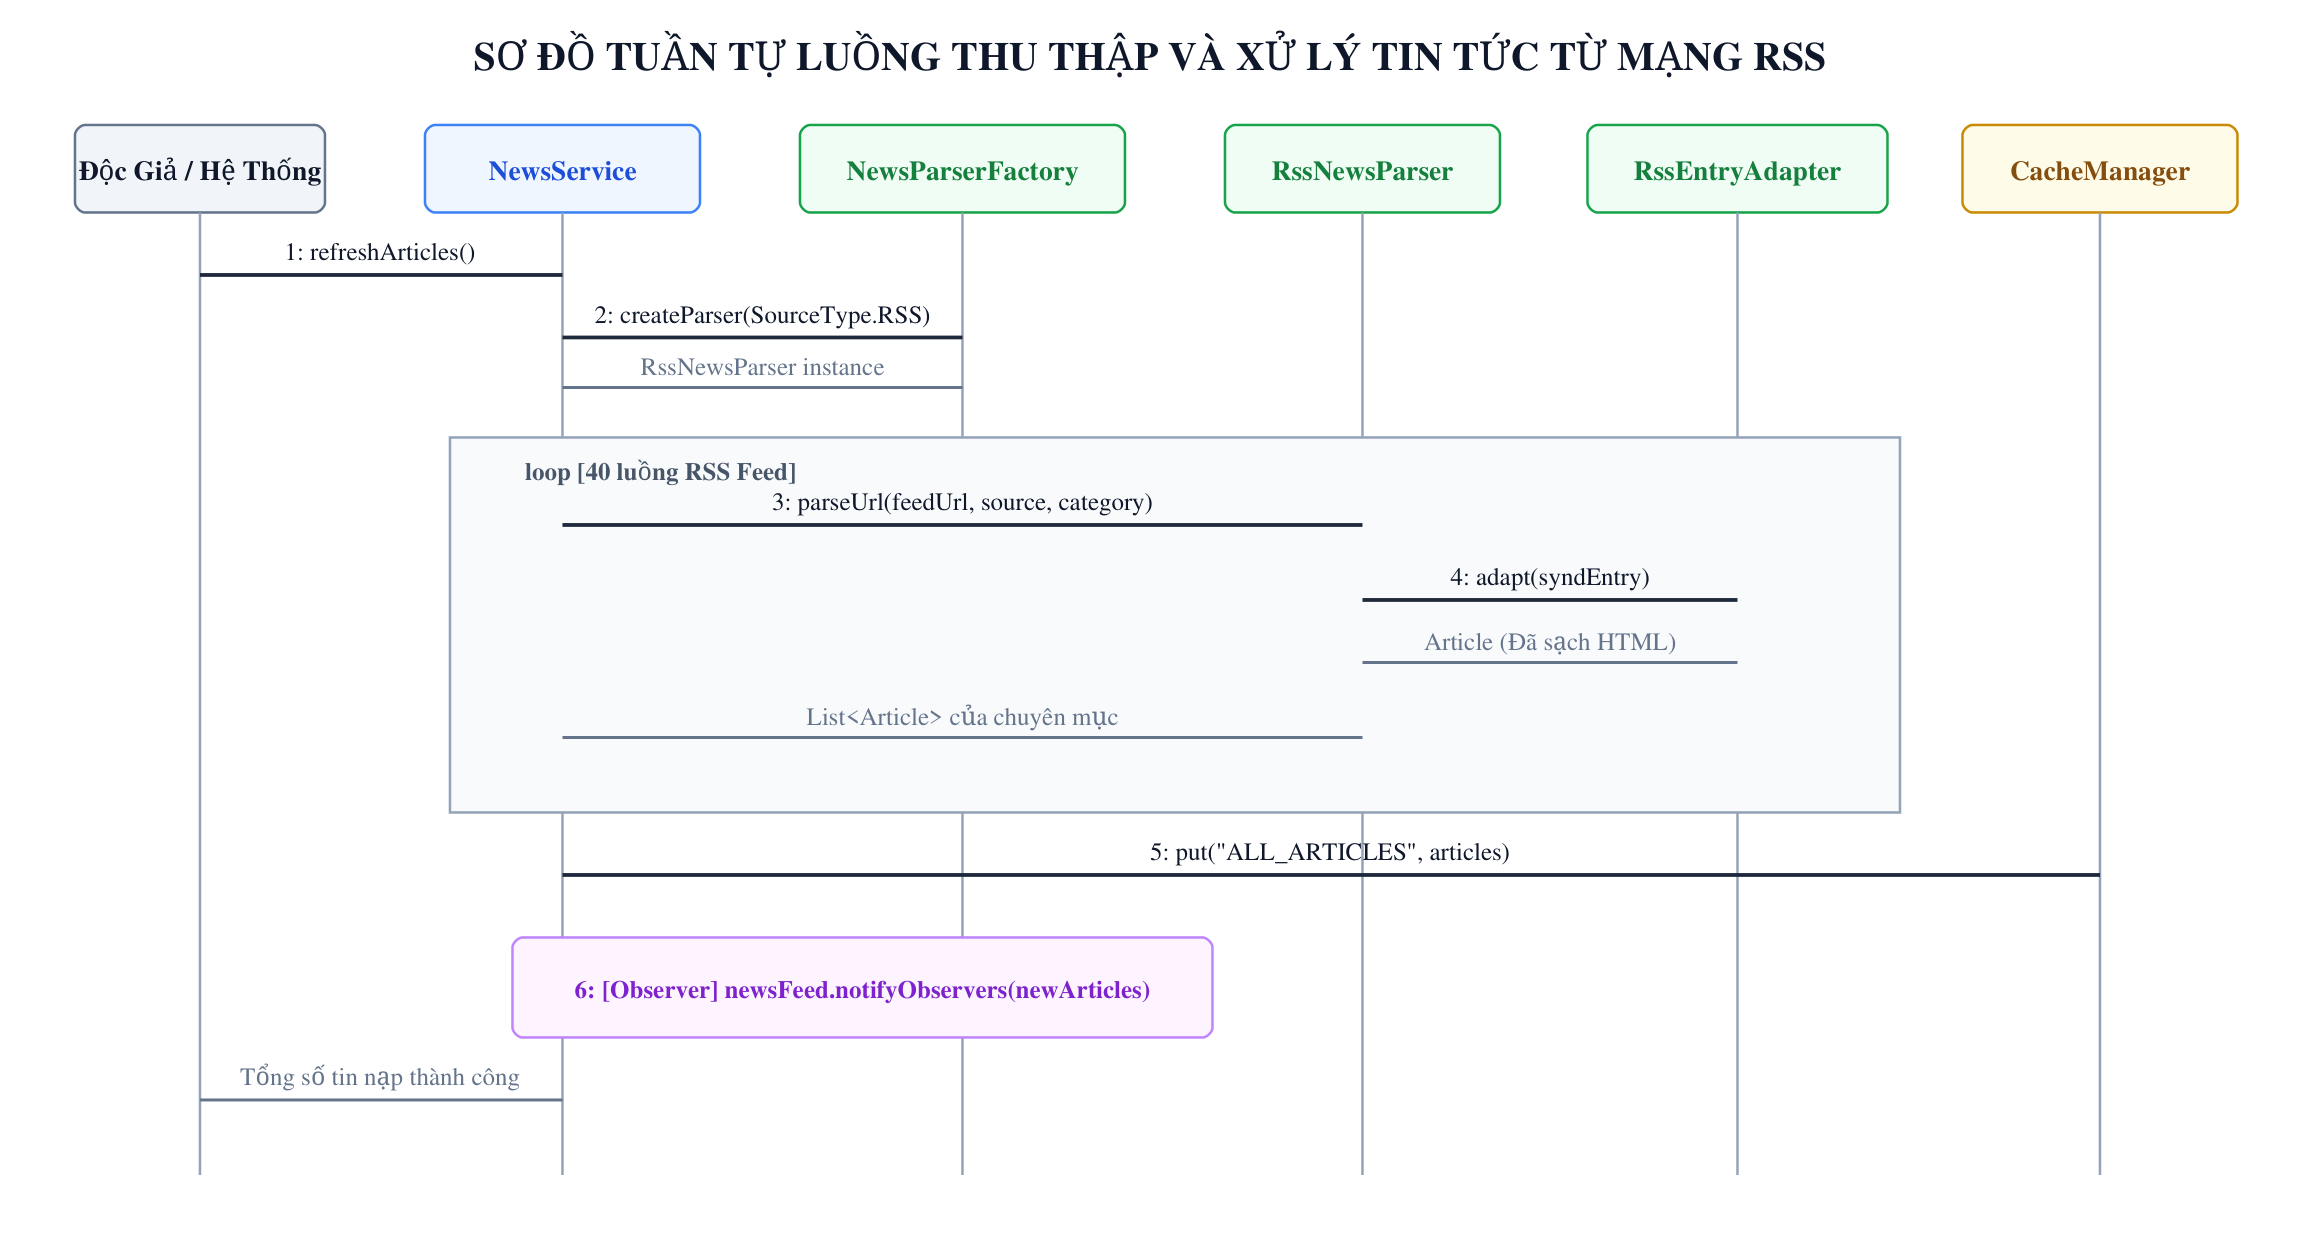 SƠ ĐỒ TUẦN TỰ LUỒNG THU THẬP VÀ XỬ LÝ TIN TỨC TỪ MẠNG RSS
Độc Giả / Hệ Thống
NewsService
NewsParserFactory
RssNewsParser
RssEntryAdapter
CacheManager
1: refreshArticles()
2: createParser(SourceType.RSS)
RssNewsParser instance
loop [40 luồng RSS Feed]
3: parseUrl(feedUrl, source, category)
4: adapt(syndEntry)
Article (Đã sạch HTML)
List<Article> của chuyên mục
5: put("ALL_ARTICLES", articles)
6: [Observer] newsFeed.notifyObservers(newArticles)
Tổng số tin nạp thành công